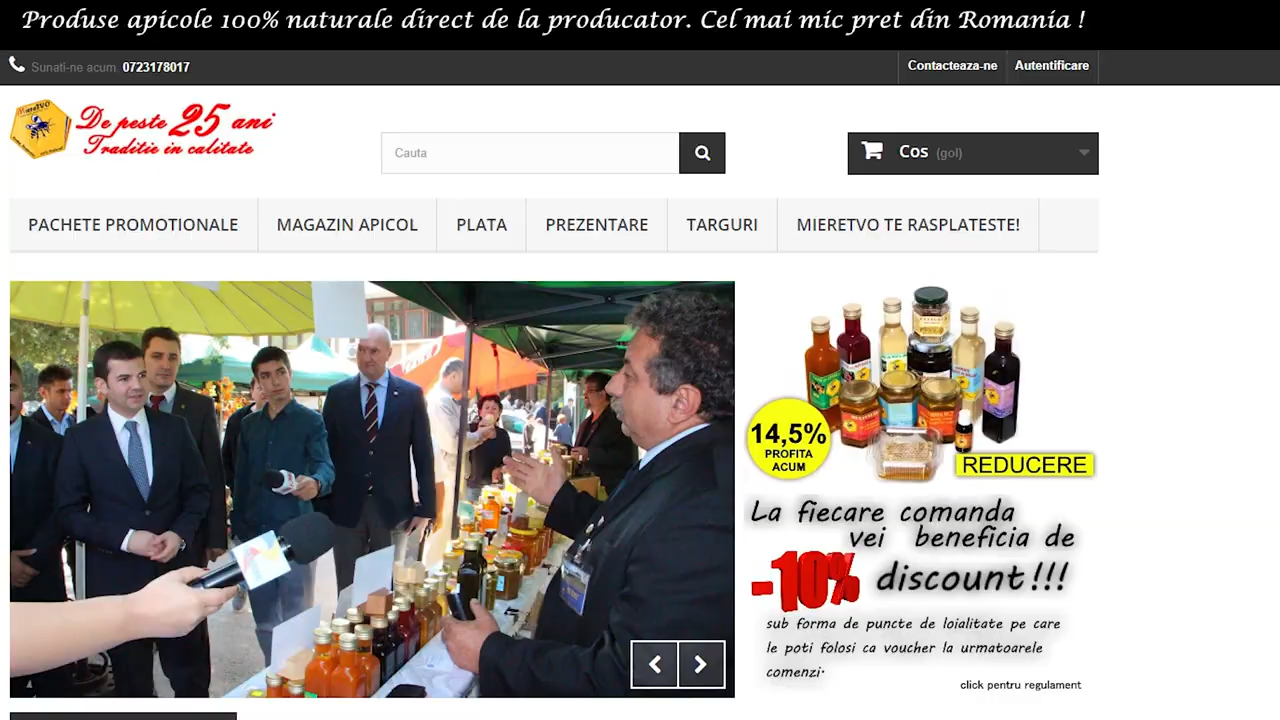 Produse apicole 100% naturale direct de la producator. Cel mai mic pret din Romania !
Sunati-ne acum 0723178017
Contacteaza-ne
Autentificare
De peste 25 ani
Traditie in calitate
Cauta
Cos (gol)
PACHETE PROMOTIONALE
MAGAZIN APICOL
PLATA
PREZENTARE
TARGURI
MIERETVO TE RASPLATESTE!
14,5%
PROFITA
ACUM
REDUCERE
La fiecare comanda
vei beneficia de
-10% discount!!!
sub forma de puncte de loialitate pe care
le poti folosi ca voucher la urmatoarele
comenzi.
click pentru regulament